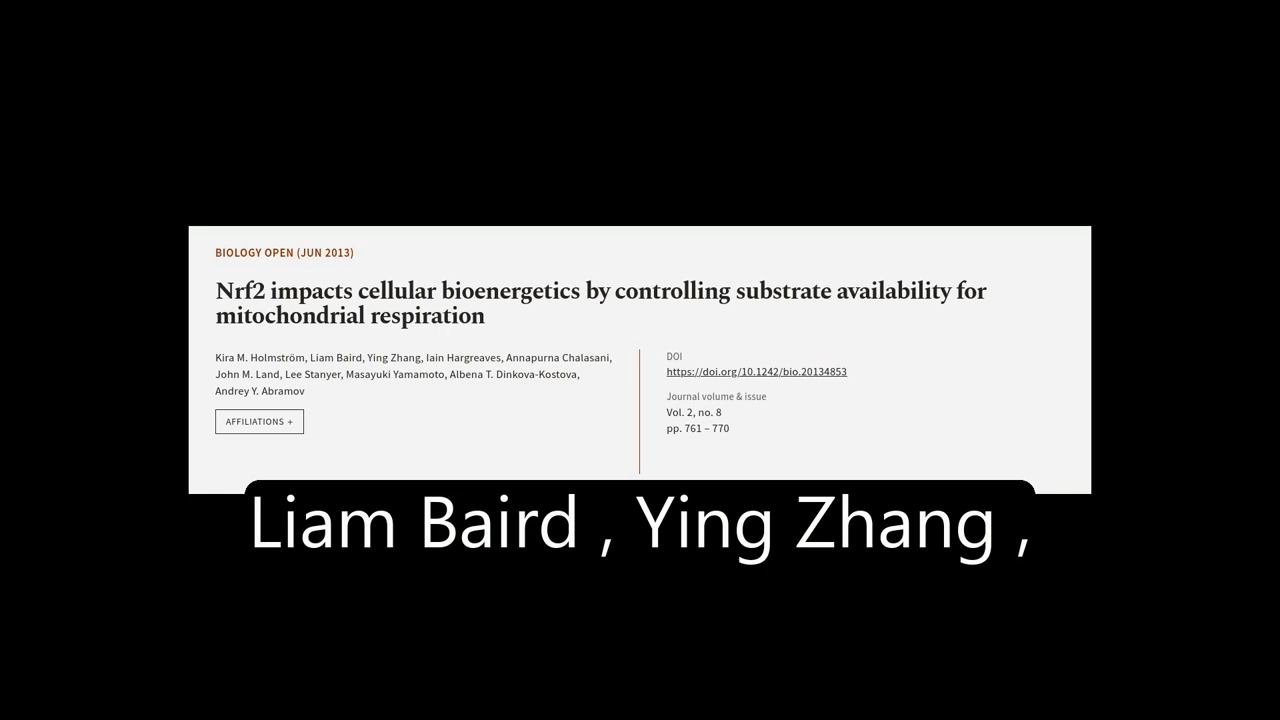 BIOLOGY OPEN (JUN 2013)
Nrf2 impacts cellular bioenergetics by controlling substrate availability for
mitochondrial respiration
Kira M. Holmström, Liam Baird, Ying Zhang, Iain Hargreaves, Annapurna Chalasani,
John M. Land, Lee Stanyer, Masayuki Yamamoto, Albena T. Dinkova-Kostova,
Andrey Y. Abramov
AFFILIATIONS +
DOI
https://doi.org/10.1242/bio.20134853
Journal volume & issue
Vol. 2, no. 8
pp. 761 – 770
Liam Baird , Ying Zhang ,